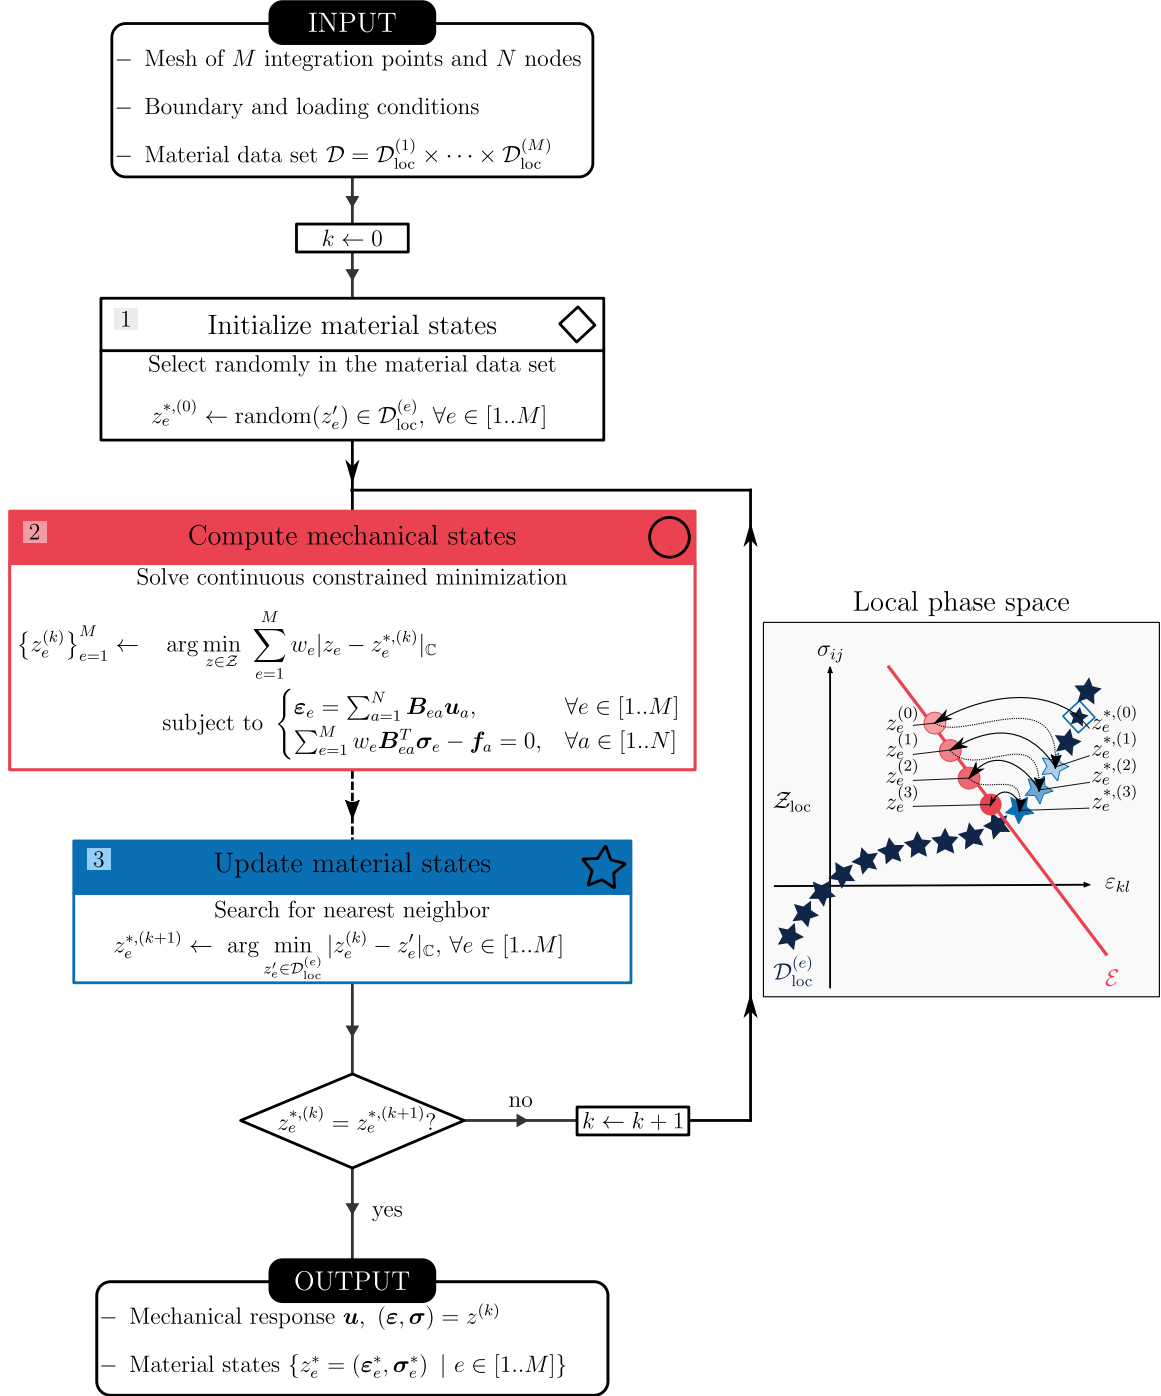 INPUT
– Mesh of M integration points and N nodes
– Boundary and loading conditions
– Material data set 𝒟 = 𝒟_loc^(1) × ⋯ × 𝒟_loc^(M)
k ← 0
1 Initialize material states
Select randomly in the material data set
z_e^{*,(0)} ← random(z′_e) ∈ 𝒟_loc^(e), ∀e ∈ [1..M]
2 Compute mechanical states
Solve continuous constrained minimization
{z_e^(k)}_{e=1}^M ← arg min_{z∈𝒵} ∑_{e=1}^M w_e|z_e − z_e^{*,(k)}|_ℂ
subject to { ε_e = ∑_{a=1}^N B_{ea}u_a, ∀e ∈ [1..M]
∑_{e=1}^M w_e B_{ea}^T σ_e − f_a = 0, ∀a ∈ [1..N]
3 Update material states
Search for nearest neighbor
z_e^{*,(k+1)} ← arg min_{z′_e∈𝒟_loc^(e)} |z_e^(k) − z′_e|_ℂ, ∀e ∈ [1..M]
z_e^{*,(k)} = z_e^{*,(k+1)}?
no
k ← k + 1
yes
OUTPUT
– Mechanical response u, (ε, σ) = z^(k)
– Material states {z_e^* = (ε_e^*, σ_e^*) | e ∈ [1..M]}
Local phase space
σ_ij
z_e^(0)
z_e^{*,(0)}
z_e^(1)
z_e^{*,(1)}
z_e^(2)
z_e^{*,(2)}
z_e^(3)
z_e^{*,(3)}
𝒵_loc
ε_kl
𝒟_loc^(e)
ℰ